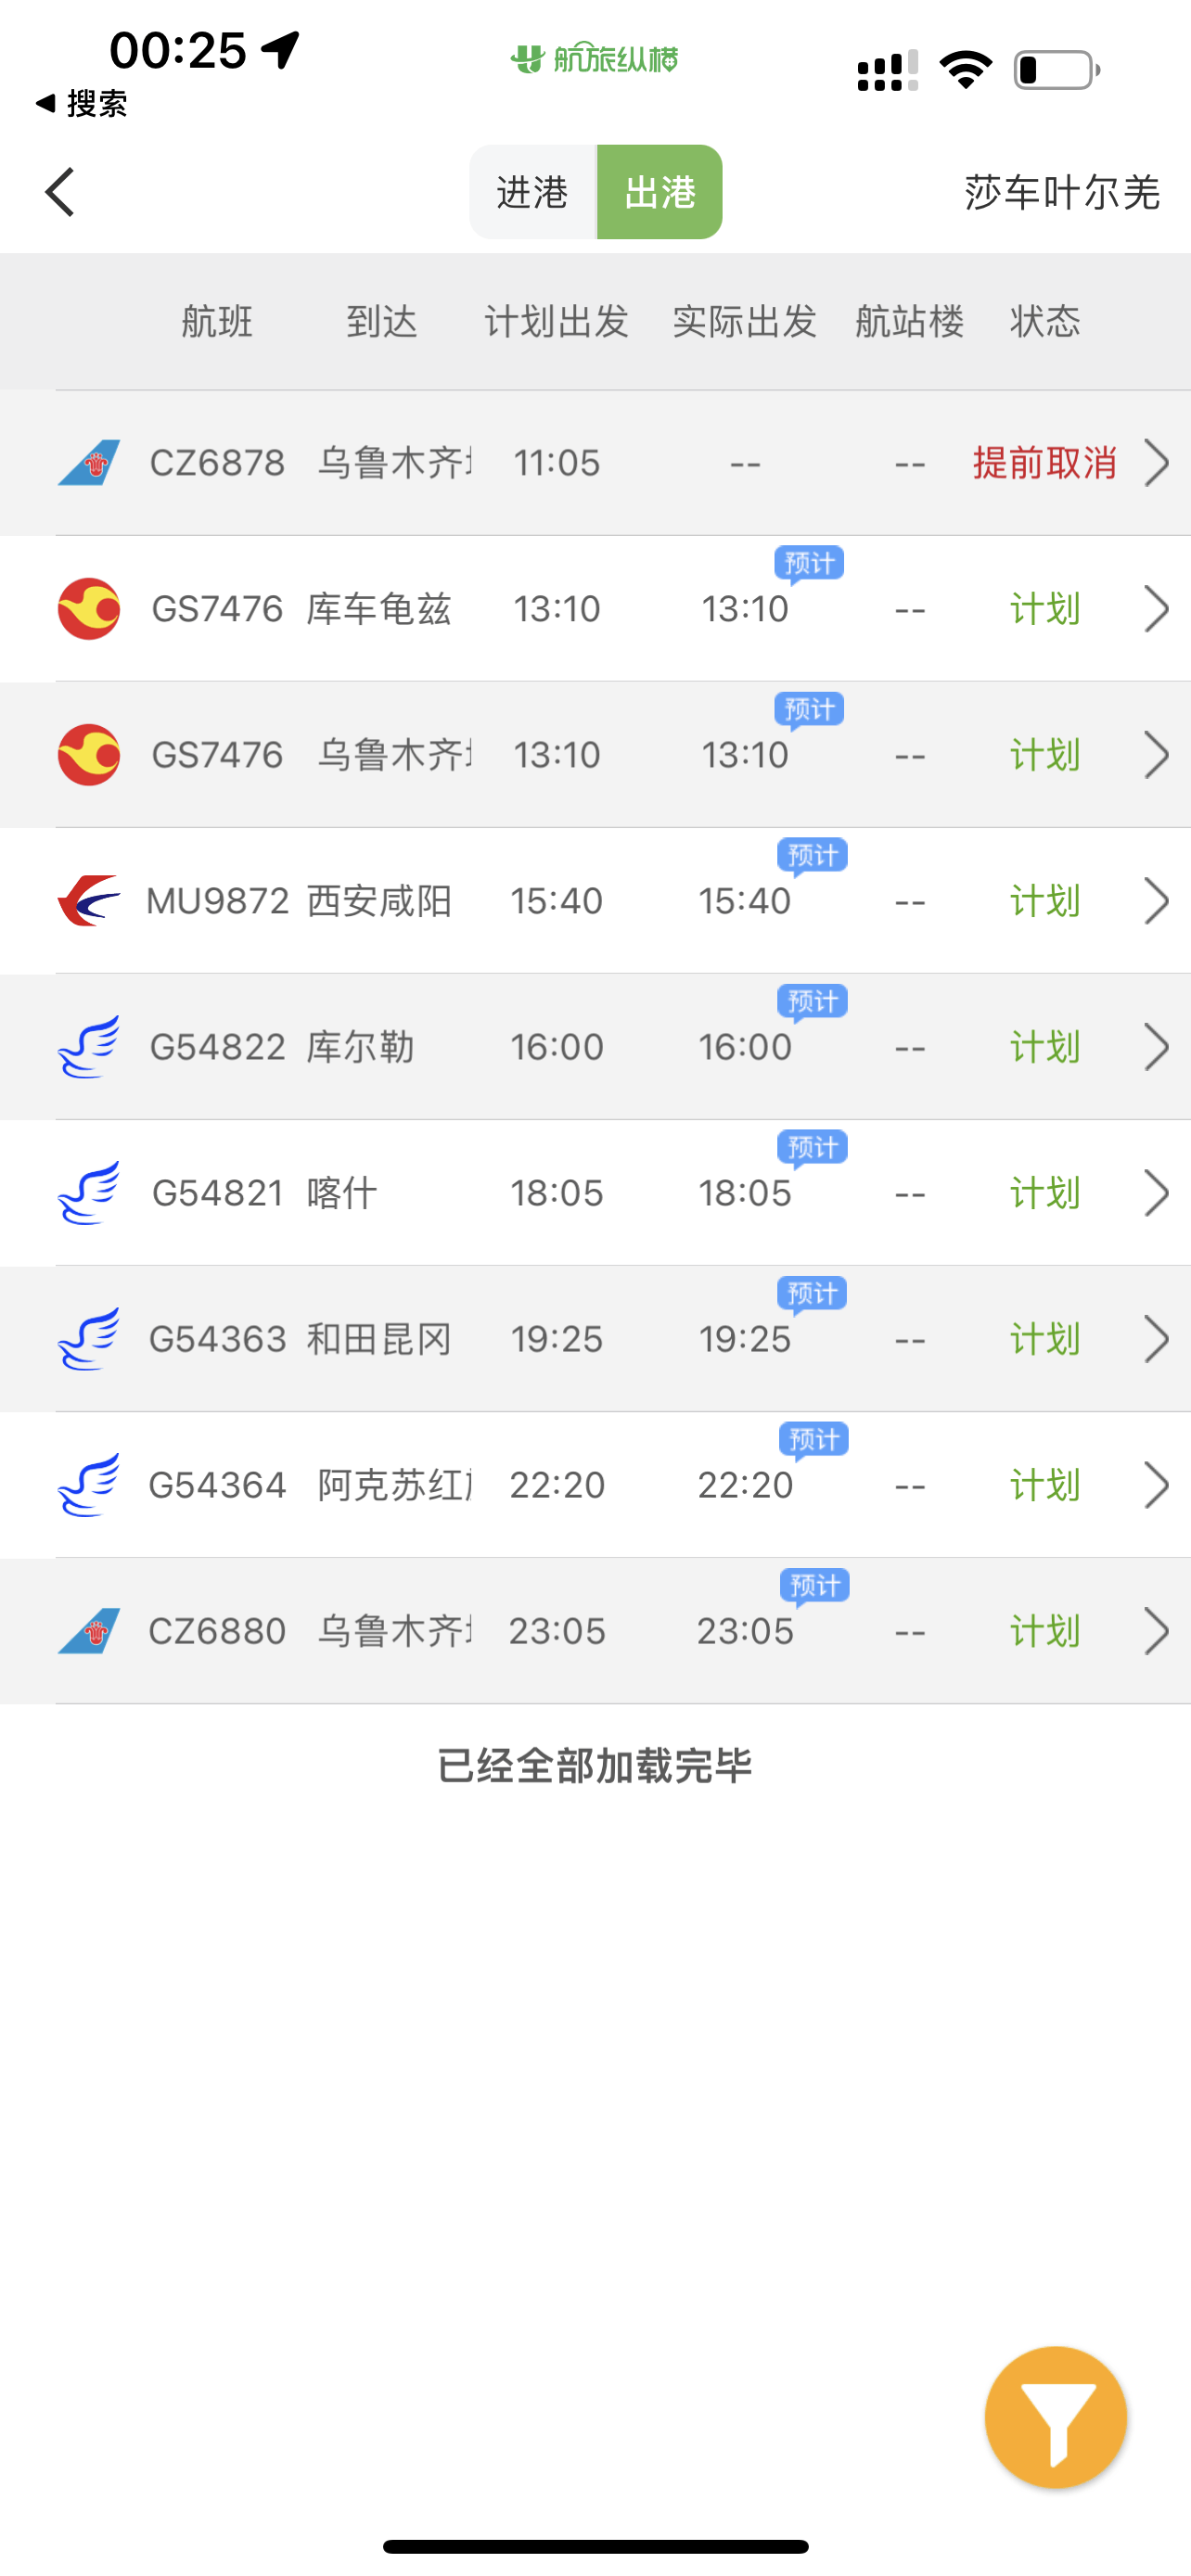 00:25
航旅纵横
搜索
进港 出港 莎车叶尔羌
航班 到达 计划出发 实际出发 航站楼 状态
CZ6878 乌鲁木齐 11:05 -- -- 提前取消
预计
GS7476 库车龟兹 13:10 13:10 -- 计划
预计
GS7476 乌鲁木齐 13:10 13:10 -- 计划
预计
MU9872 西安咸阳 15:40 15:40 -- 计划
预计
G54822 库尔勒 16:00 16:00 -- 计划
预计
G54821 喀什 18:05 18:05 -- 计划
预计
G54363 和田昆冈 19:25 19:25 -- 计划
预计
G54364 阿克苏红 22:20 22:20 -- 计划
预计
CZ6880 乌鲁木齐 23:05 23:05 -- 计划
已经全部加载完毕